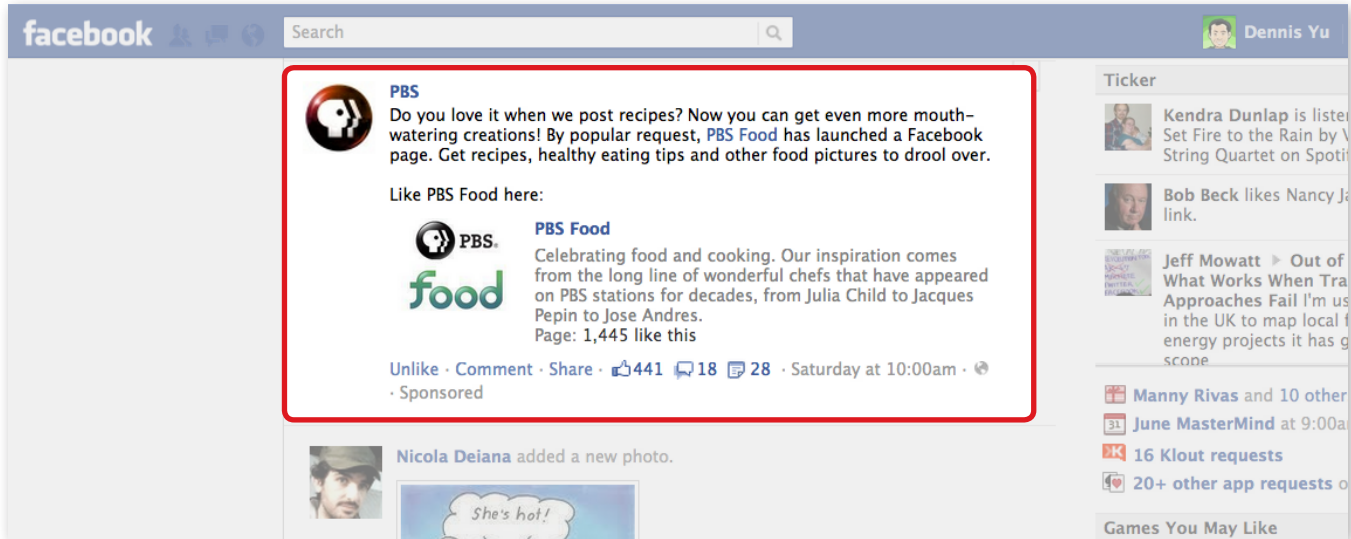 facebook
Search
Dennis Yu
PBS
Do you love it when we post recipes? Now you can get even more mouth-
watering creations! By popular request, PBS Food has launched a Facebook
page. Get recipes, healthy eating tips and other food pictures to drool over.
Like PBS Food here:
PBS.
food
PBS Food
Celebrating food and cooking. Our inspiration comes
from the long line of wonderful chefs that have appeared
on PBS stations for decades, from Julia Child to Jacques
Pepin to Jose Andres.
Page: 1,445 like this
Unlike · Comment · Share · 441 18 28 · Saturday at 10:00am ·
· Sponsored
Nicola Deiana added a new photo.
She's hot!
Ticker
Kendra Dunlap is
Set Fire to the Rain by
String Quartet on
Bob Beck likes Nancy
link.
Jeff Mowatt ▶ Out of
What Works When
Approaches Fail I'm
in the UK to map local
energy projects it has
scope
Manny Rivas and 10 other
31 June MasterMind at
16 Klout requests
20+ other app requests
Games You May Like